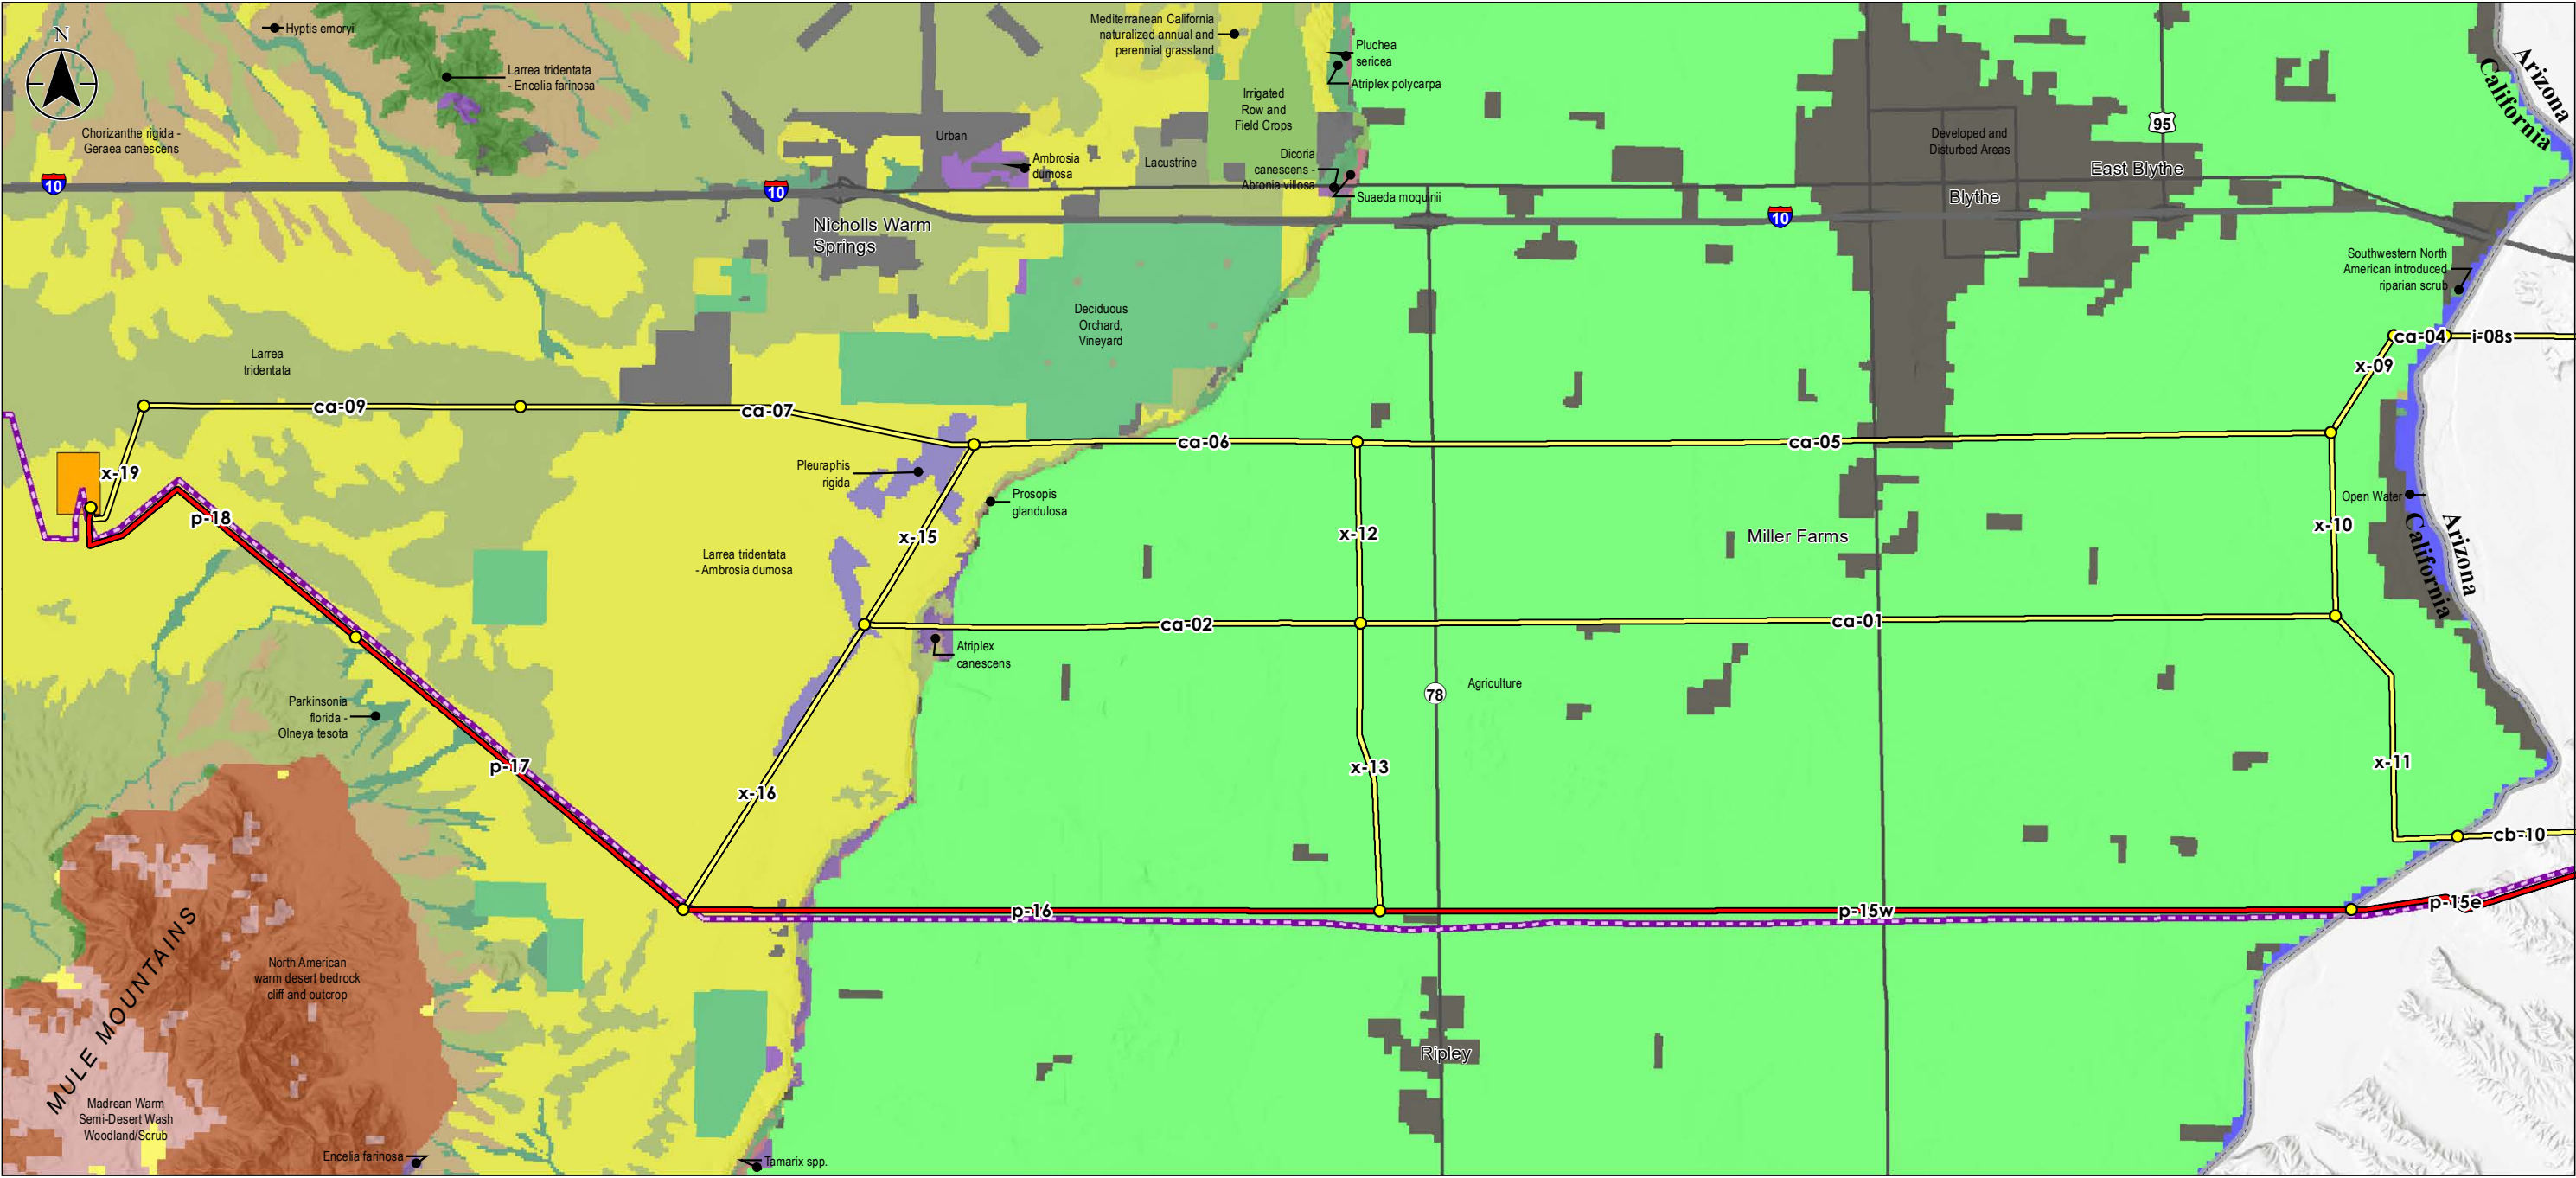 N
Hyptis emoryi
Larrea tridentata
- Encelia farinosa
Chorizanthe rigida -
Geraea canescens
Mediterranean California
naturalized annual and
perennial grassland
Pluchea
sericea
Atriplex polycarpa
Irrigated
Row and
Field Crops
Urban
Ambrosia
dumosa
Lacustrine
Dicoria
canescens -
Abronia villosa
Suaeda moquinii
Developed and
Disturbed Areas
95
East Blythe
Blythe
Arizona
California
10
10
10
Nicholls Warm
Springs
Southwestern North
American introduced
riparian scrub
Deciduous
Orchard,
Vineyard
Larrea
tridentata
ca-04
i-08s
x-09
ca-09
ca-07
ca-06
ca-05
x-19
Pleuraphis
rigida
Prosopis
glandulosa
Open Water
p-18
x-15
x-12
Miller Farms
x-10
Arizona
California
Larrea tridentata
- Ambrosia dumosa
ca-02
ca-01
Atriplex
canescens
78
Agriculture
Parkinsonia
florida -
Olneya tesota
p-17
x-16
x-13
x-11
cb-10
p-16
p-15w
p-15e
MULE MOUNTAINS
North American
warm desert bedrock
cliff and outcrop
Ripley
Madrean Warm
Semi-Desert Wash
Woodland/Scrub
Encelia farinosa
Tamarix spp.